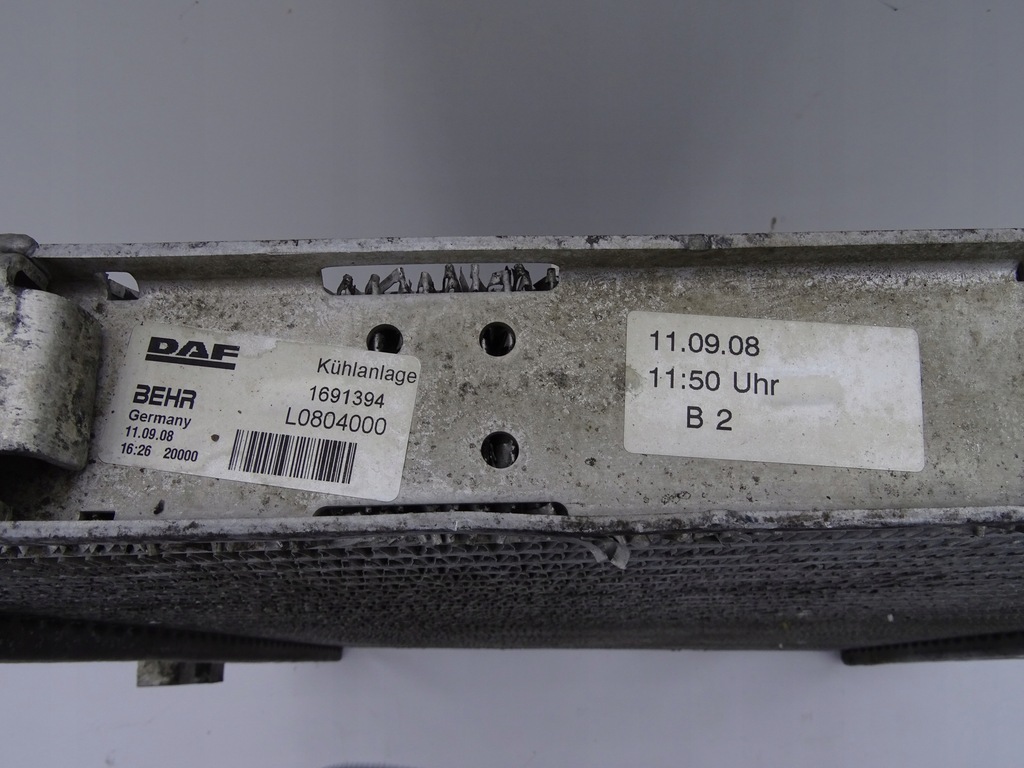 DAF
Kühlanlage
BEHR
1691394
Germany
L0804000
11.09.08
16:26 20000
11.09.08
11:50 Uhr
B 2